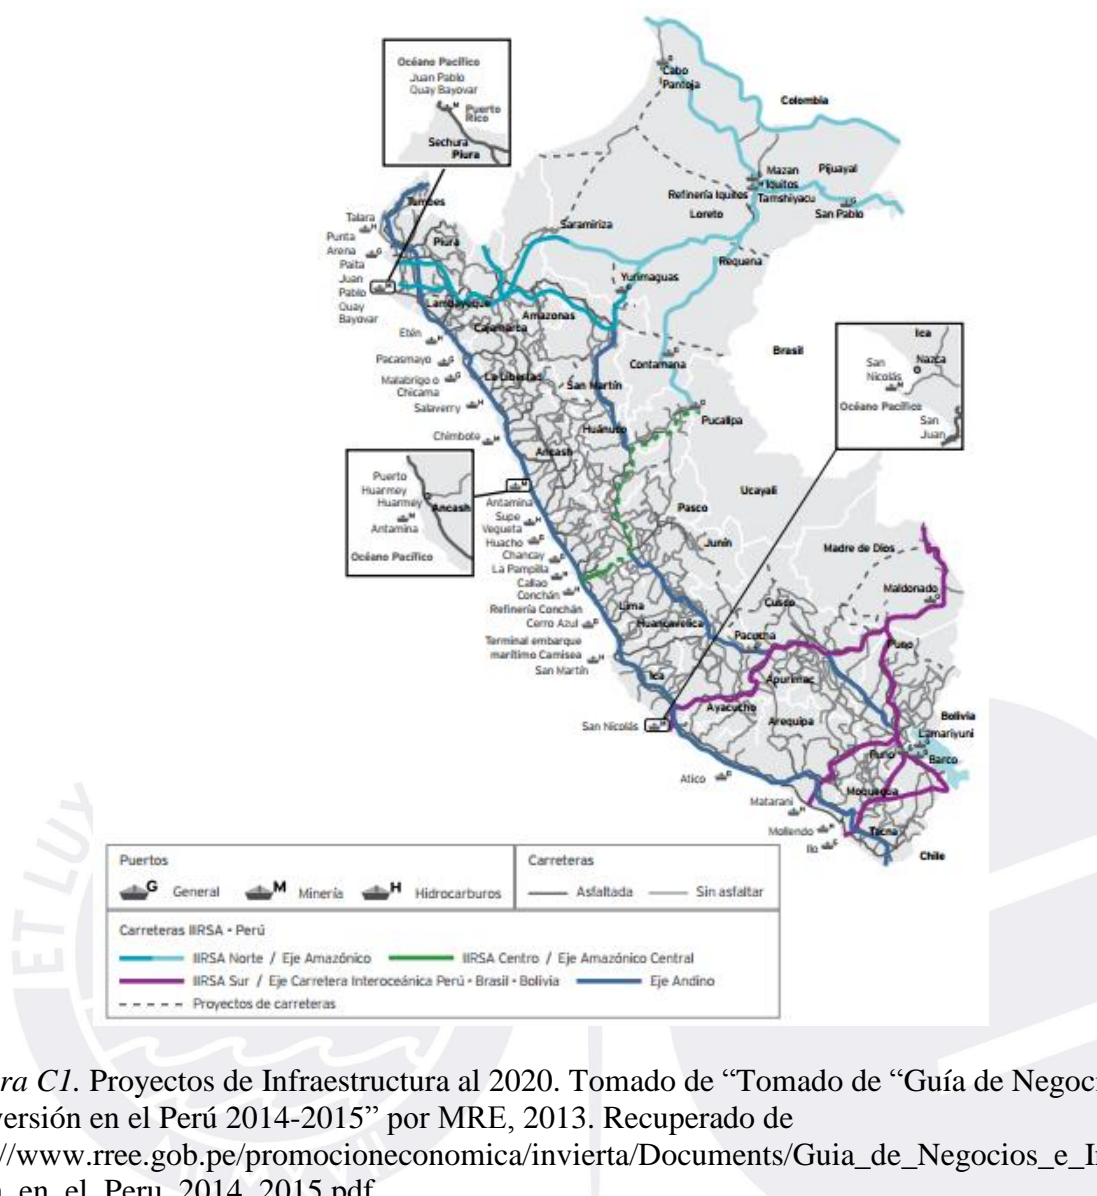 Océano Pacífico
Juan Pablo
Quay Bayovar
M
Puerto
Rico
Sechura
Piura
G
Cabo
Pantoja
Colombia
Mazan
Iquitos
Pijuayal
Refinería Iquitos
Tamshiyacu
Loreto
San Pablo
Saramiriza
Requena
Yurimaguas
Tumbes
Talara
Punta
Arena
Piura
Paita
Juan
Pablo
Quay
Bayovar
Lambayeque
Amazonas
Cajamarca
Etén
Pacasmayo
Malabrigo o
Chicama
La Libertad
San Martín
Contamana
Brasil
Salaverry
Chimbote
Huánuco
Pucallpa
Ancash
Ica
San
Nicolás
Nazca
M
Océano Pacífico
San
Juan
Puerto
Huarmey
Huarmey
Ancash
M
Antamina
Océano Pacífico
Antamina
Supe
Vegueta
Huacho
Chancay
La Pampilla
Callao
Conchán
Refinería Conchán
Cerro Azul
Terminal embarque
marítimo Camisea
San Martín
Ucayali
Pasco
Junín
Madre de Dios
Maldonado
Lima
Cusco
Huancavelica
Pacucha
Puno
Ica
Apurimac
Ayacucho
Arequipa
San Nicolás
Bolivia
Lamariyuni
Puno
Barco
Atico
Moquegua
Matarani
Mollendo
Ilo
Tacna
Chile
Puertos
G General M Minería H Hidrocarburos
Carreteras
Asfaltada Sin asfaltar
Carreteras IIRSA - Perú
IIRSA Norte / Eje Amazónico IIRSA Centro / Eje Amazónico Central
IIRSA Sur / Eje Carretera Interoceánica Perú - Brasil - Bolivia Eje Andino
Proyectos de carreteras
ET LUX
ra C1. Proyectos de Infraestructura al 2020. Tomado de “Tomado de “Guía de Negoci
versión en el Perú 2014-2015” por MRE, 2013. Recuperado de
//www.rree.gob.pe/promocioneconomica/invierta/Documents/Guia_de_Negocios_e_In
en_el_Peru_2014_2015.pdf